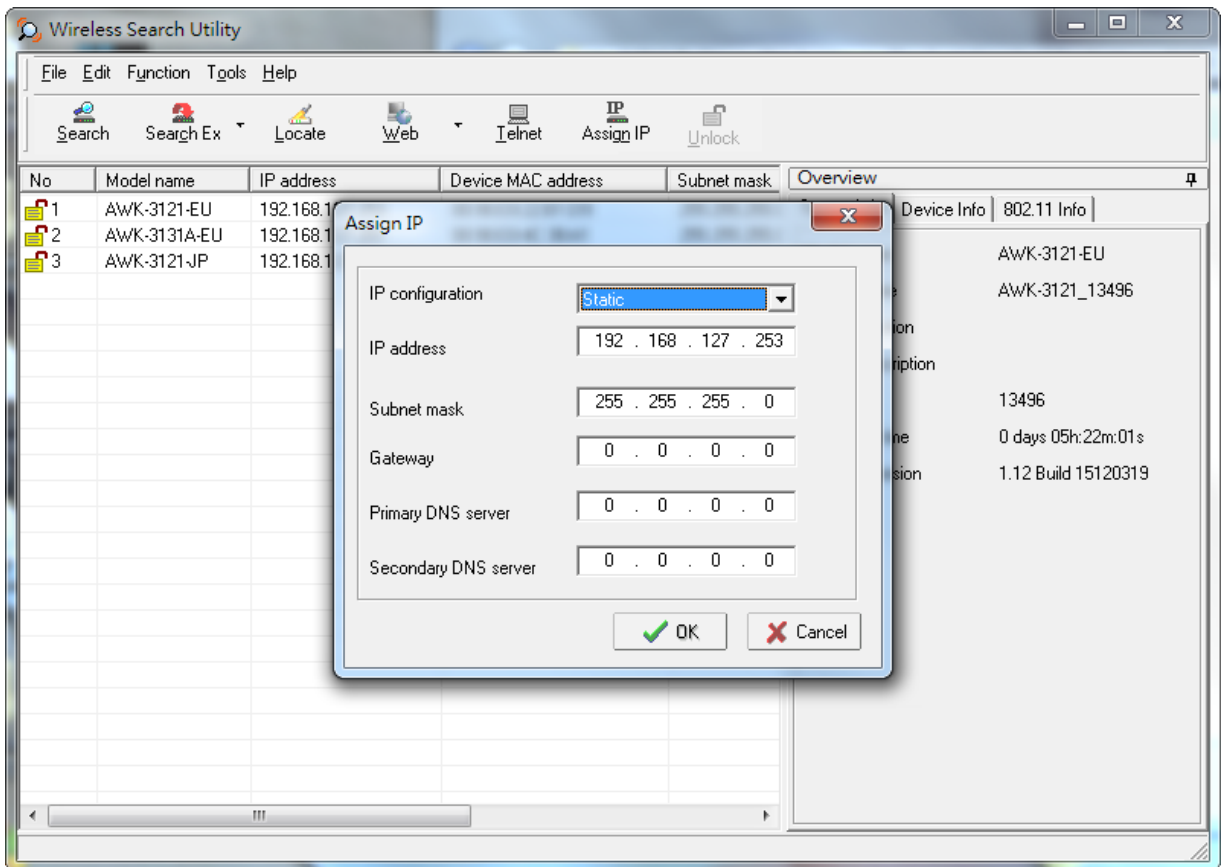 Wireless Search Utility
File Edit Function Tools Help
Search Search Ex Locate Web Telnet IP Assign IP Unlock
No Model name IP address Device MAC address Subnet mask
1 AWK-3121-EU 192.168.1
2 AWK-3131A-EU 192.168.1
3 AWK-3121-JP 192.168.1
Overview
Device Info 802.11 Info
AWK-3121-EU
AWK-3121_13496
ion
ription
13496
me 0 days 05h:22m:01s
sion 1.12 Build 15120319
Assign IP
IP configuration Static
IP address 192 . 168 . 127 . 253
Subnet mask 255 . 255 . 255 . 0
Gateway 0 . 0 . 0 . 0
Primary DNS server 0 . 0 . 0 . 0
Secondary DNS server 0 . 0 . 0 . 0
OK Cancel